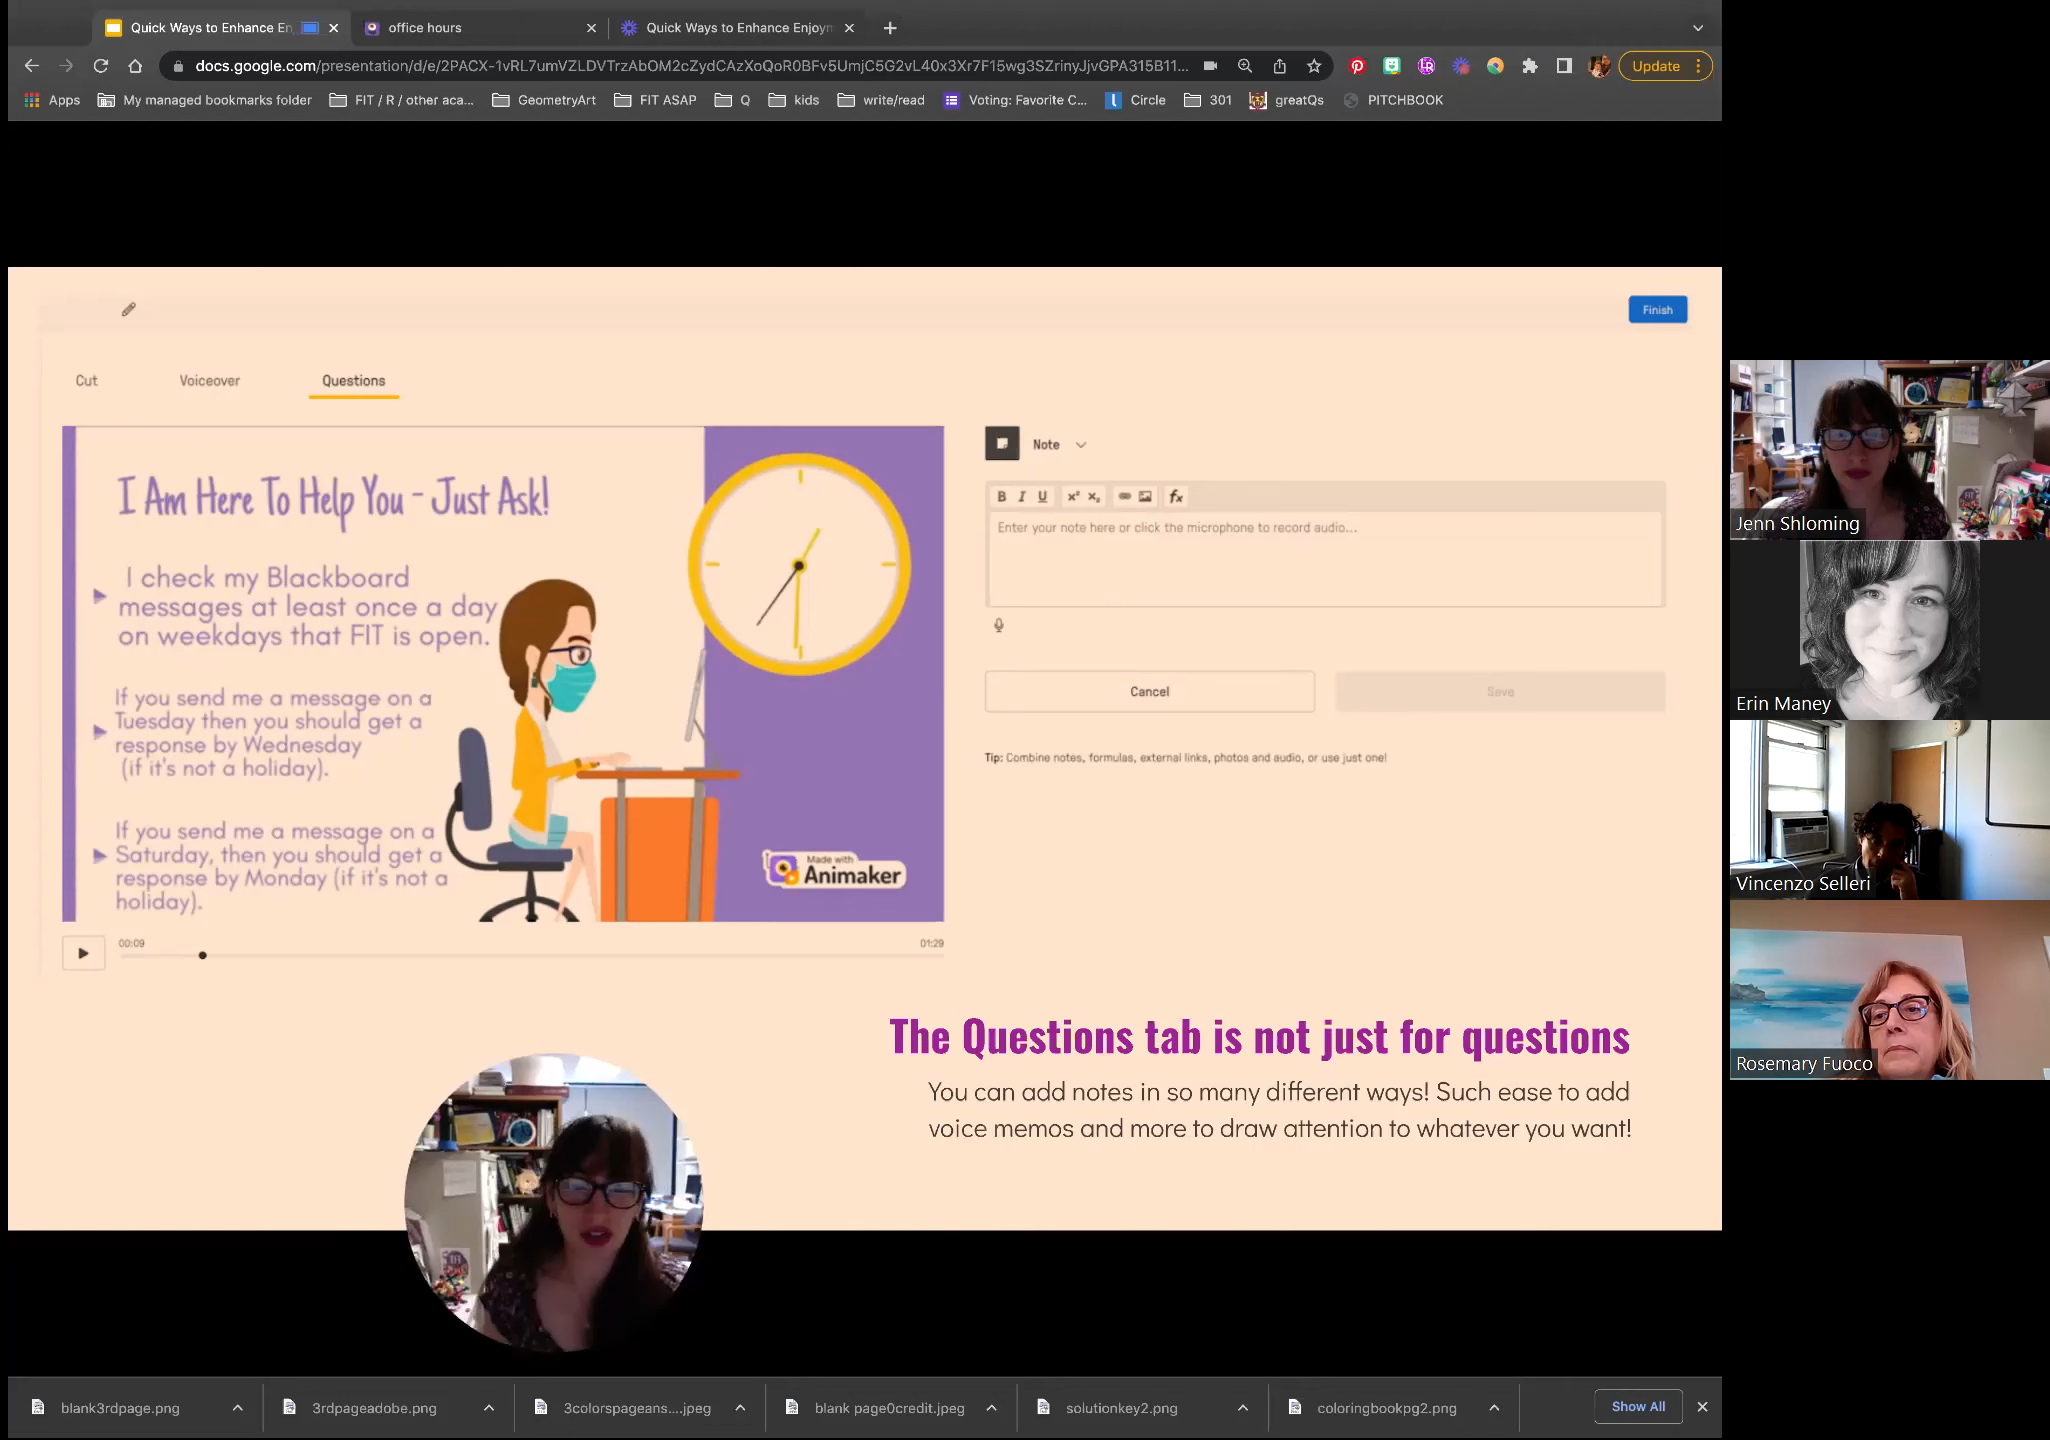 Quick Ways to Enhance En
office hours
Quick Ways to Enhance Enjoym
docs.google.com/presentation/d/e/2PACX-1vRL7umVZLDVTrzAbOM2cZydCAzXoQoR0BFv5UmjC5G2vL40x3Xr7F15wg3SZrinyJjvGPA315B11...
Update
Apps
My managed bookmarks folder
FIT / R / other aca...
GeometryArt
FIT ASAP
Q
kids
write/read
Voting: Favorite C...
Circle
301
greatQs
PITCHBOOK
Finish
Cut
Voiceover
Questions
I Am Here To Help You - Just Ask!
I check my Blackboard
messages at least once a day
on weekdays that FIT is open.
If you send me a message on a
Tuesday then you should get a
response by Wednesday
(if it's not a holiday).
If you send me a message on a
Saturday, then you should get a
response by Monday (if it's not a
holiday).
Made with
Animaker
00:09
01:29
Note
B I U x² x₂ fx
Enter your note here or click the microphone to record audio...
Cancel
Save
Tip: Combine notes, formulas, external links, photos and audio, or use just one!
The Questions tab is not just for questions
You can add notes in so many different ways! Such ease to add
voice memos and more to draw attention to whatever you want!
Jenn Shloming
Erin Maney
Vincenzo Selleri
Rosemary Fuoco
blank3rdpage.png
3rdpageadobe.png
3colorspageans....jpeg
blank page0credit.jpeg
solutionkey2.png
coloringbookpg2.png
Show All